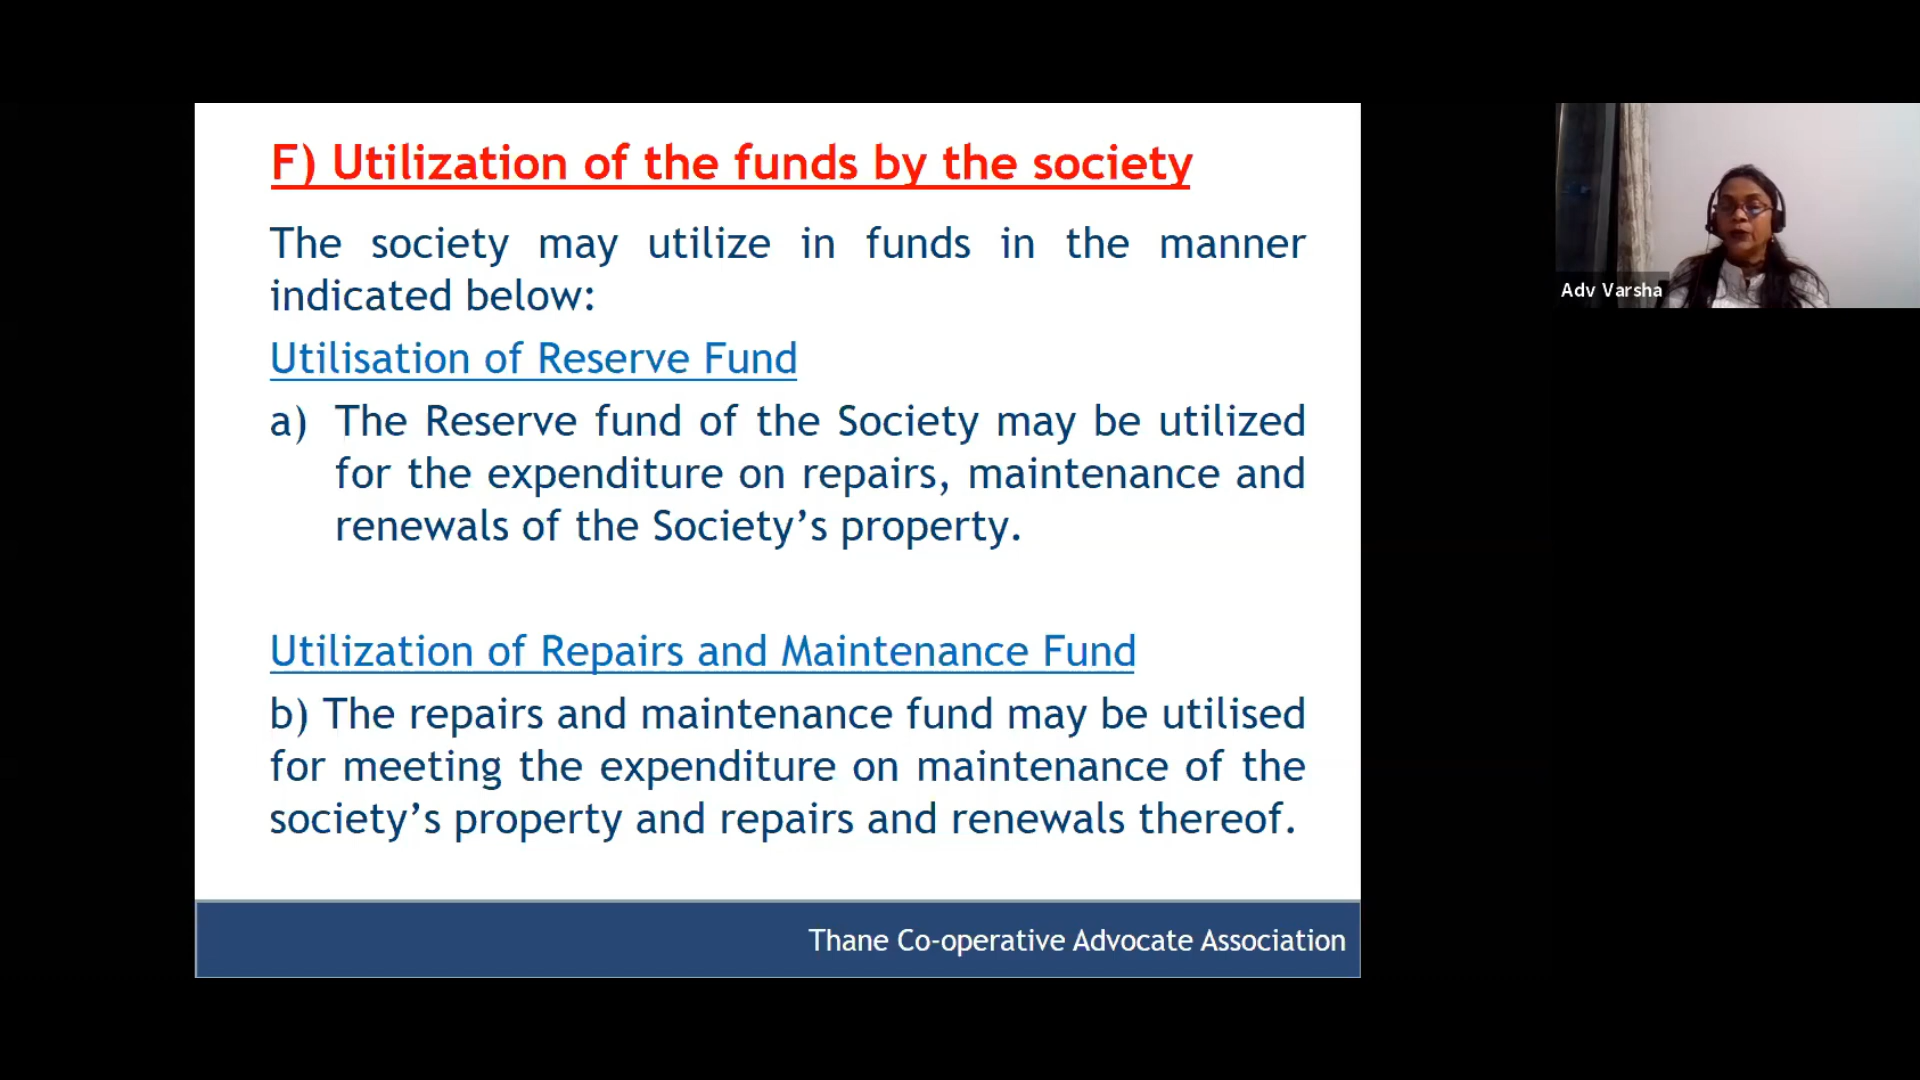 F) Utilization of the funds by the society
The society may utilize in funds in the manner
indicated below:
Utilisation of Reserve Fund
a) The Reserve fund of the Society may be utilized
for the expenditure on repairs, maintenance and
renewals of the Society’s property.
Utilization of Repairs and Maintenance Fund
b) The repairs and maintenance fund may be utilised
for meeting the expenditure on maintenance of the
society’s property and repairs and renewals thereof.
Thane Co-operative Advocate Association
Adv Varsha